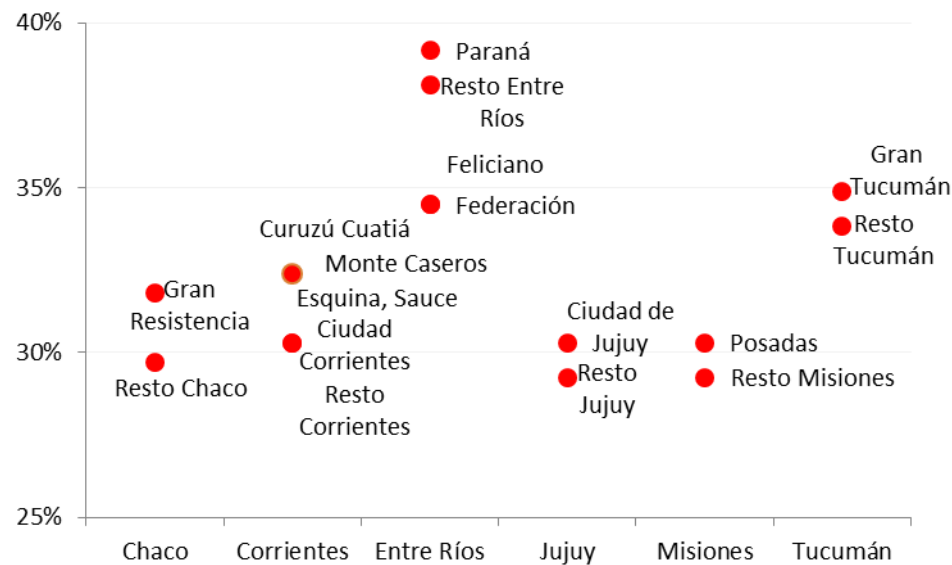 40%
35%
30%
25%
Paraná
Resto Entre
Ríos
Feliciano
Federación
Gran
Tucumán
Resto
Tucumán
Curuzú Cuatiá
Monte Caseros
Esquina, Sauce
Ciudad
Corrientes
Resto
Corrientes
Gran
Resistencia
Resto Chaco
Ciudad de
Jujuy
Resto
Jujuy
Posadas
Resto Misiones
Chaco
Corrientes
Entre Ríos
Jujuy
Misiones
Tucumán